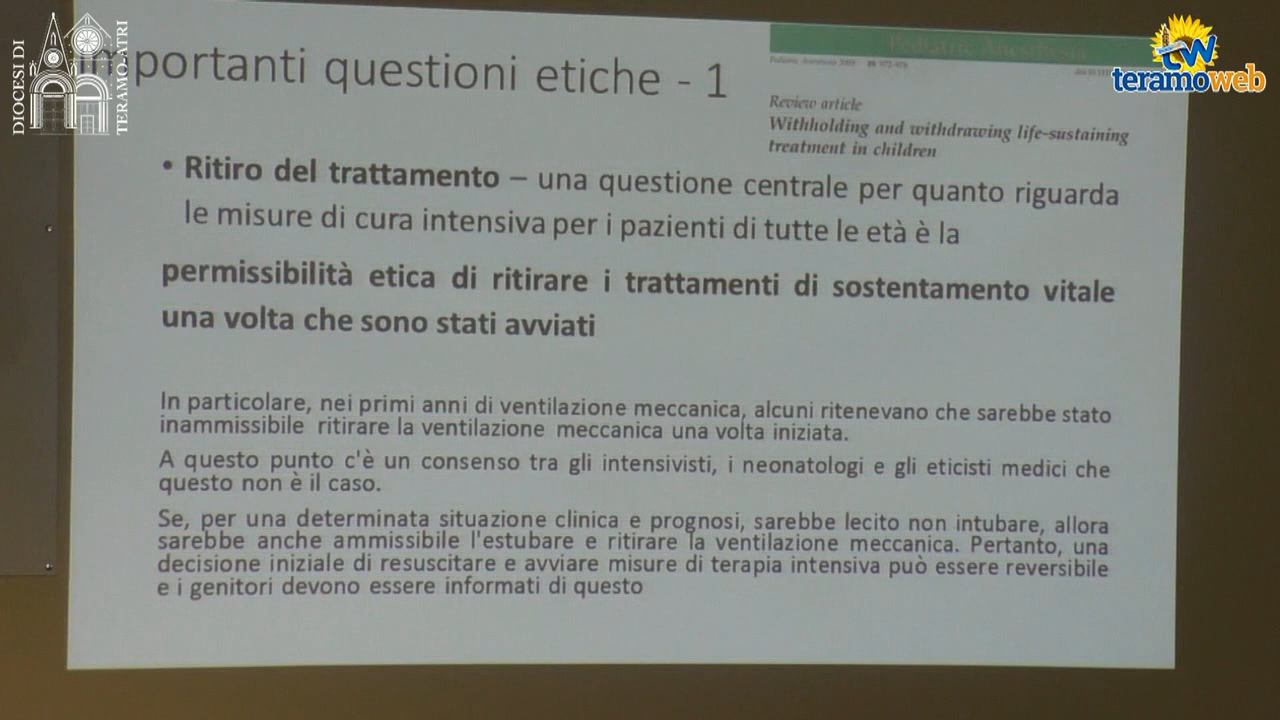 DIOCESI DI
TERAMO-ATRI
mportanti questioni etiche - 1
Pediatric Anesthesia
teramoweb
Review article
Withholding and withdrawing life-sustaining
treatment in children
• Ritiro del trattamento – una questione centrale per quanto riguarda
le misure di cura intensiva per i pazienti di tutte le età è la
permissibilità etica di ritirare i trattamenti di sostentamento vitale
una volta che sono stati avviati
In particolare, nei primi anni di ventilazione meccanica, alcuni ritenevano che sarebbe stato
inammissibile ritirare la ventilazione meccanica una volta iniziata.
A questo punto c'è un consenso tra gli intensivisti, i neonatologi e gli eticisti medici che
questo non è il caso.
Se, per una determinata situazione clinica e prognosi, sarebbe lecito non intubare, allora
sarebbe anche ammissibile l'estubare e ritirare la ventilazione meccanica. Pertanto, una
decisione iniziale di resuscitare e avviare misure di terapia intensiva può essere reversibile
e i genitori devono essere informati di questo